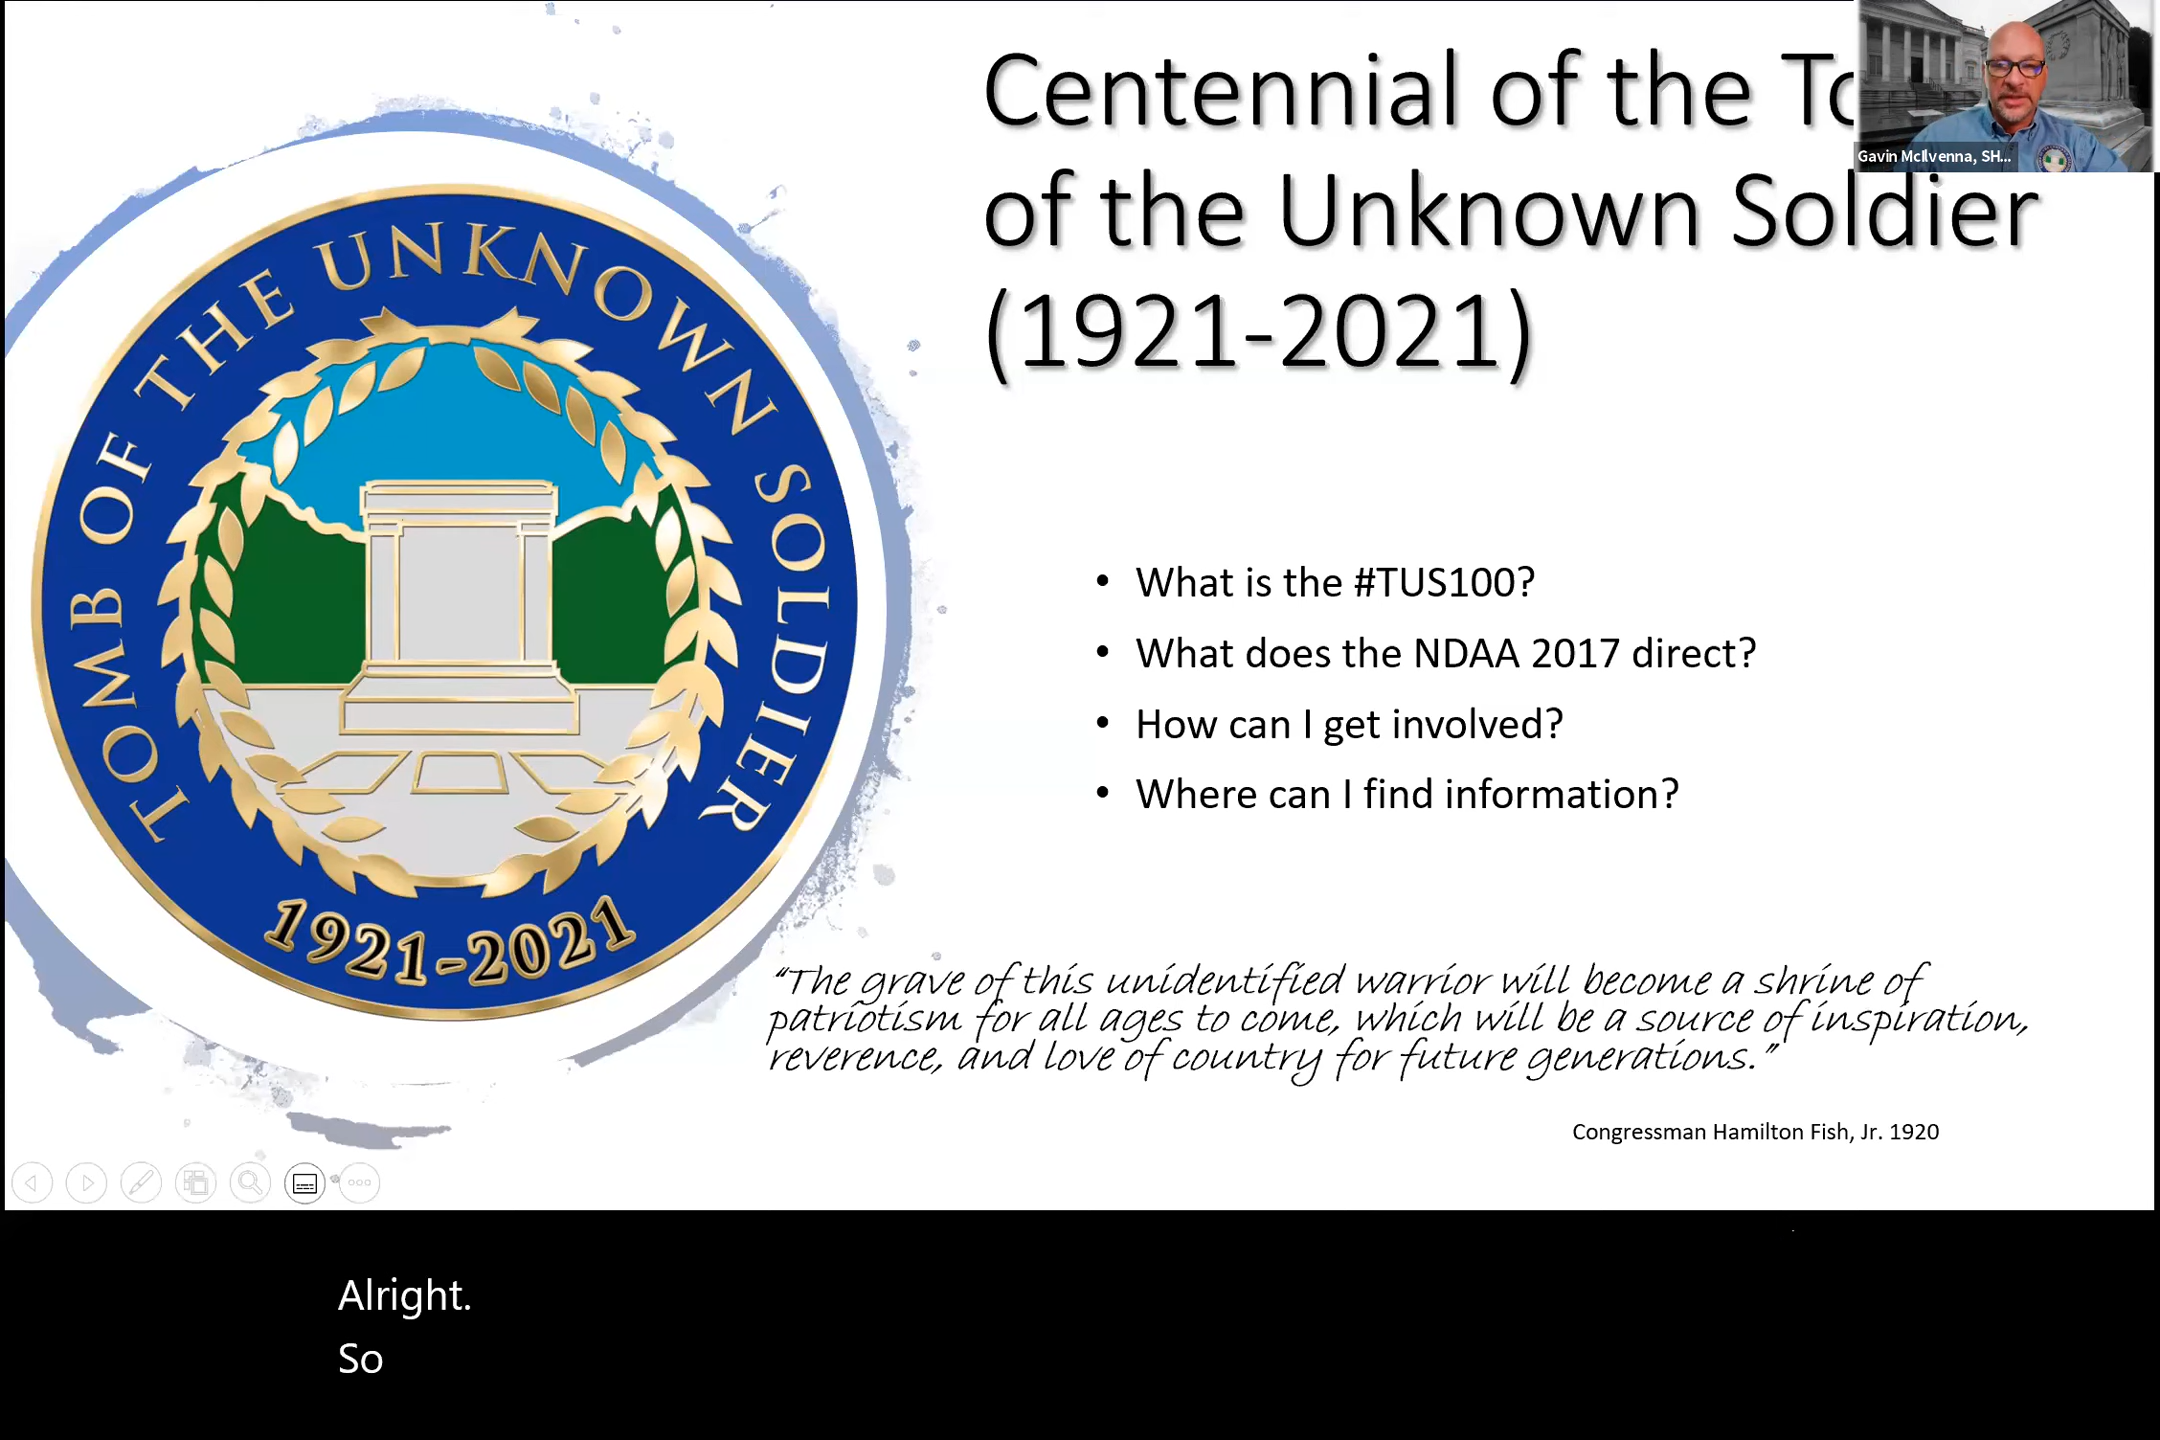 Centennial of the To
of the Unknown Soldier
(1921-2021)
Gavin McIlvenna, SH...
TOMB OF THE UNKNOWN SOLDIER
1921-2021
• What is the #TUS100?
• What does the NDAA 2017 direct?
• How can I get involved?
• Where can I find information?
“The grave of this unidentified warrior will become a shrine of
patriotism for all ages to come, which will be a source of inspiration,
reverence, and love of country for future generations.”
Congressman Hamilton Fish, Jr. 1920
Alright.
So